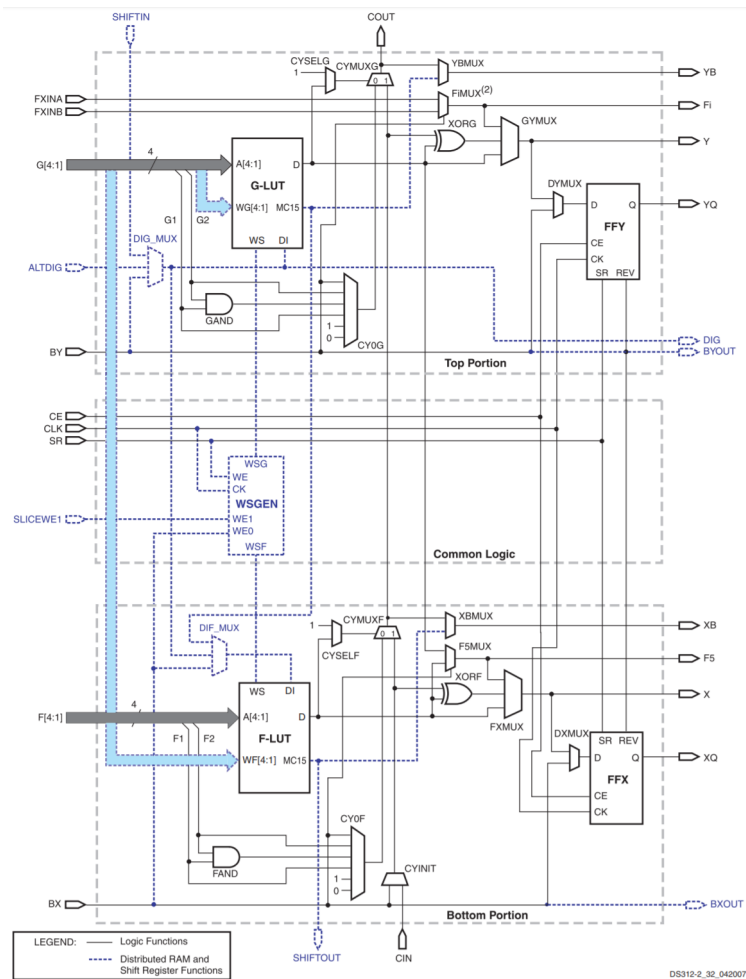 SHIFTIN
COUT
CYSELG
CYMUXG
YBMUX
1
0 1
YB
FXINA
FiMUX(2)
Fi
FXINB
XORG
GYMUX
4
G[4:1]
A[4:1]
D
Y
G-LUT
DYMUX
G1
G2
WG[4:1]
MC15
D
Q
YQ
FFY
DIG_MUX
WS
DI
CE
CK
ALTDIG
SR
REV
GAND
1
0
DIG
CY0G
BY
BYOUT
Top Portion
CE
CLK
SR
WSG
WE
CK
WSGEN
SLICEWE1
WE1
WE0
WSF
Common Logic
CYMUXF
XBMUX
DIF_MUX
1
0 1
XB
CYSELF
F5MUX
F5
WS
DI
XORF
4
F[4:1]
A[4:1]
D
X
FXMUX
F1
F2
F-LUT
DXMUX
SR
REV
WF[4:1]
MC15
D
Q
XQ
FFX
CE
CY0F
CK
FAND
CYINIT
1
0
BX
BXOUT
Bottom Portion
LEGEND:
Logic Functions
Distributed RAM and
Shift Register Functions
SHIFTOUT
CIN
DS312-2_32_042007